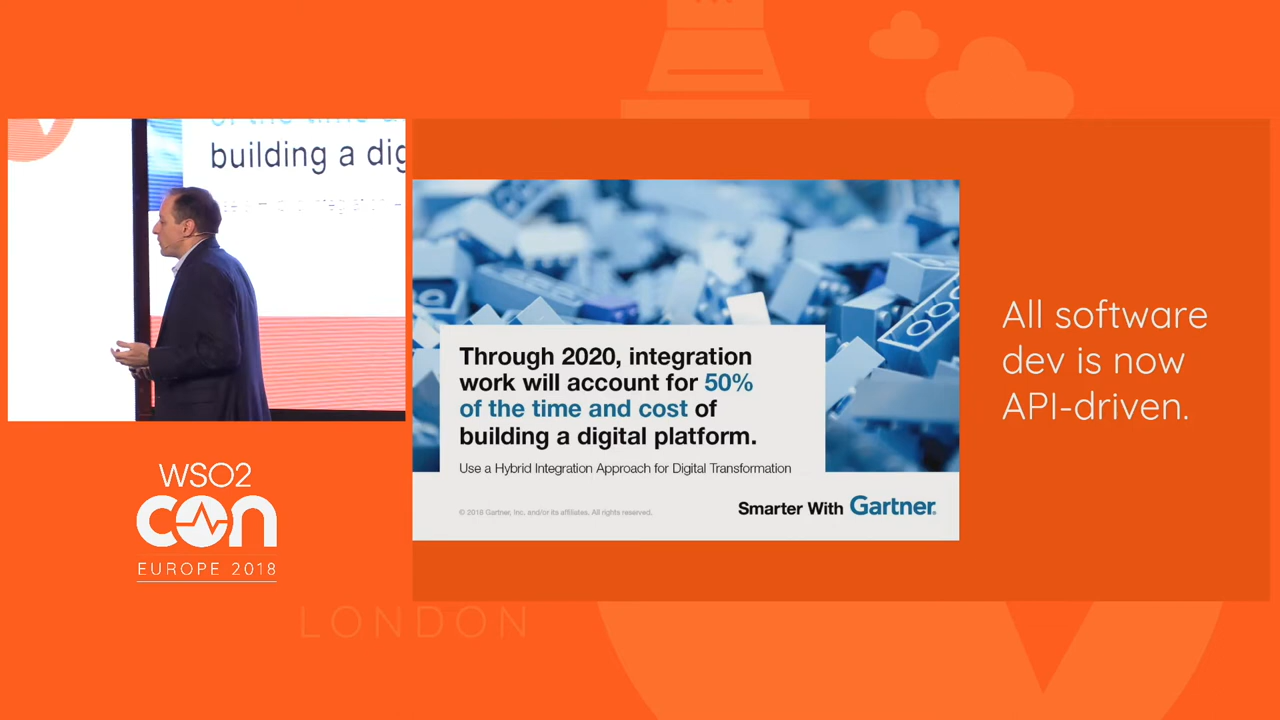 building a dig
WSO2
con
EUROPE 2018
LONDON
Through 2020, integration
work will account for 50%
of the time and cost of
building a digital platform.
Use a Hybrid Integration Approach for Digital Transformation
© 2018 Gartner, Inc. and/or its affiliates. All rights reserved.
Smarter With Gartner.
All software
dev is now
API-driven.